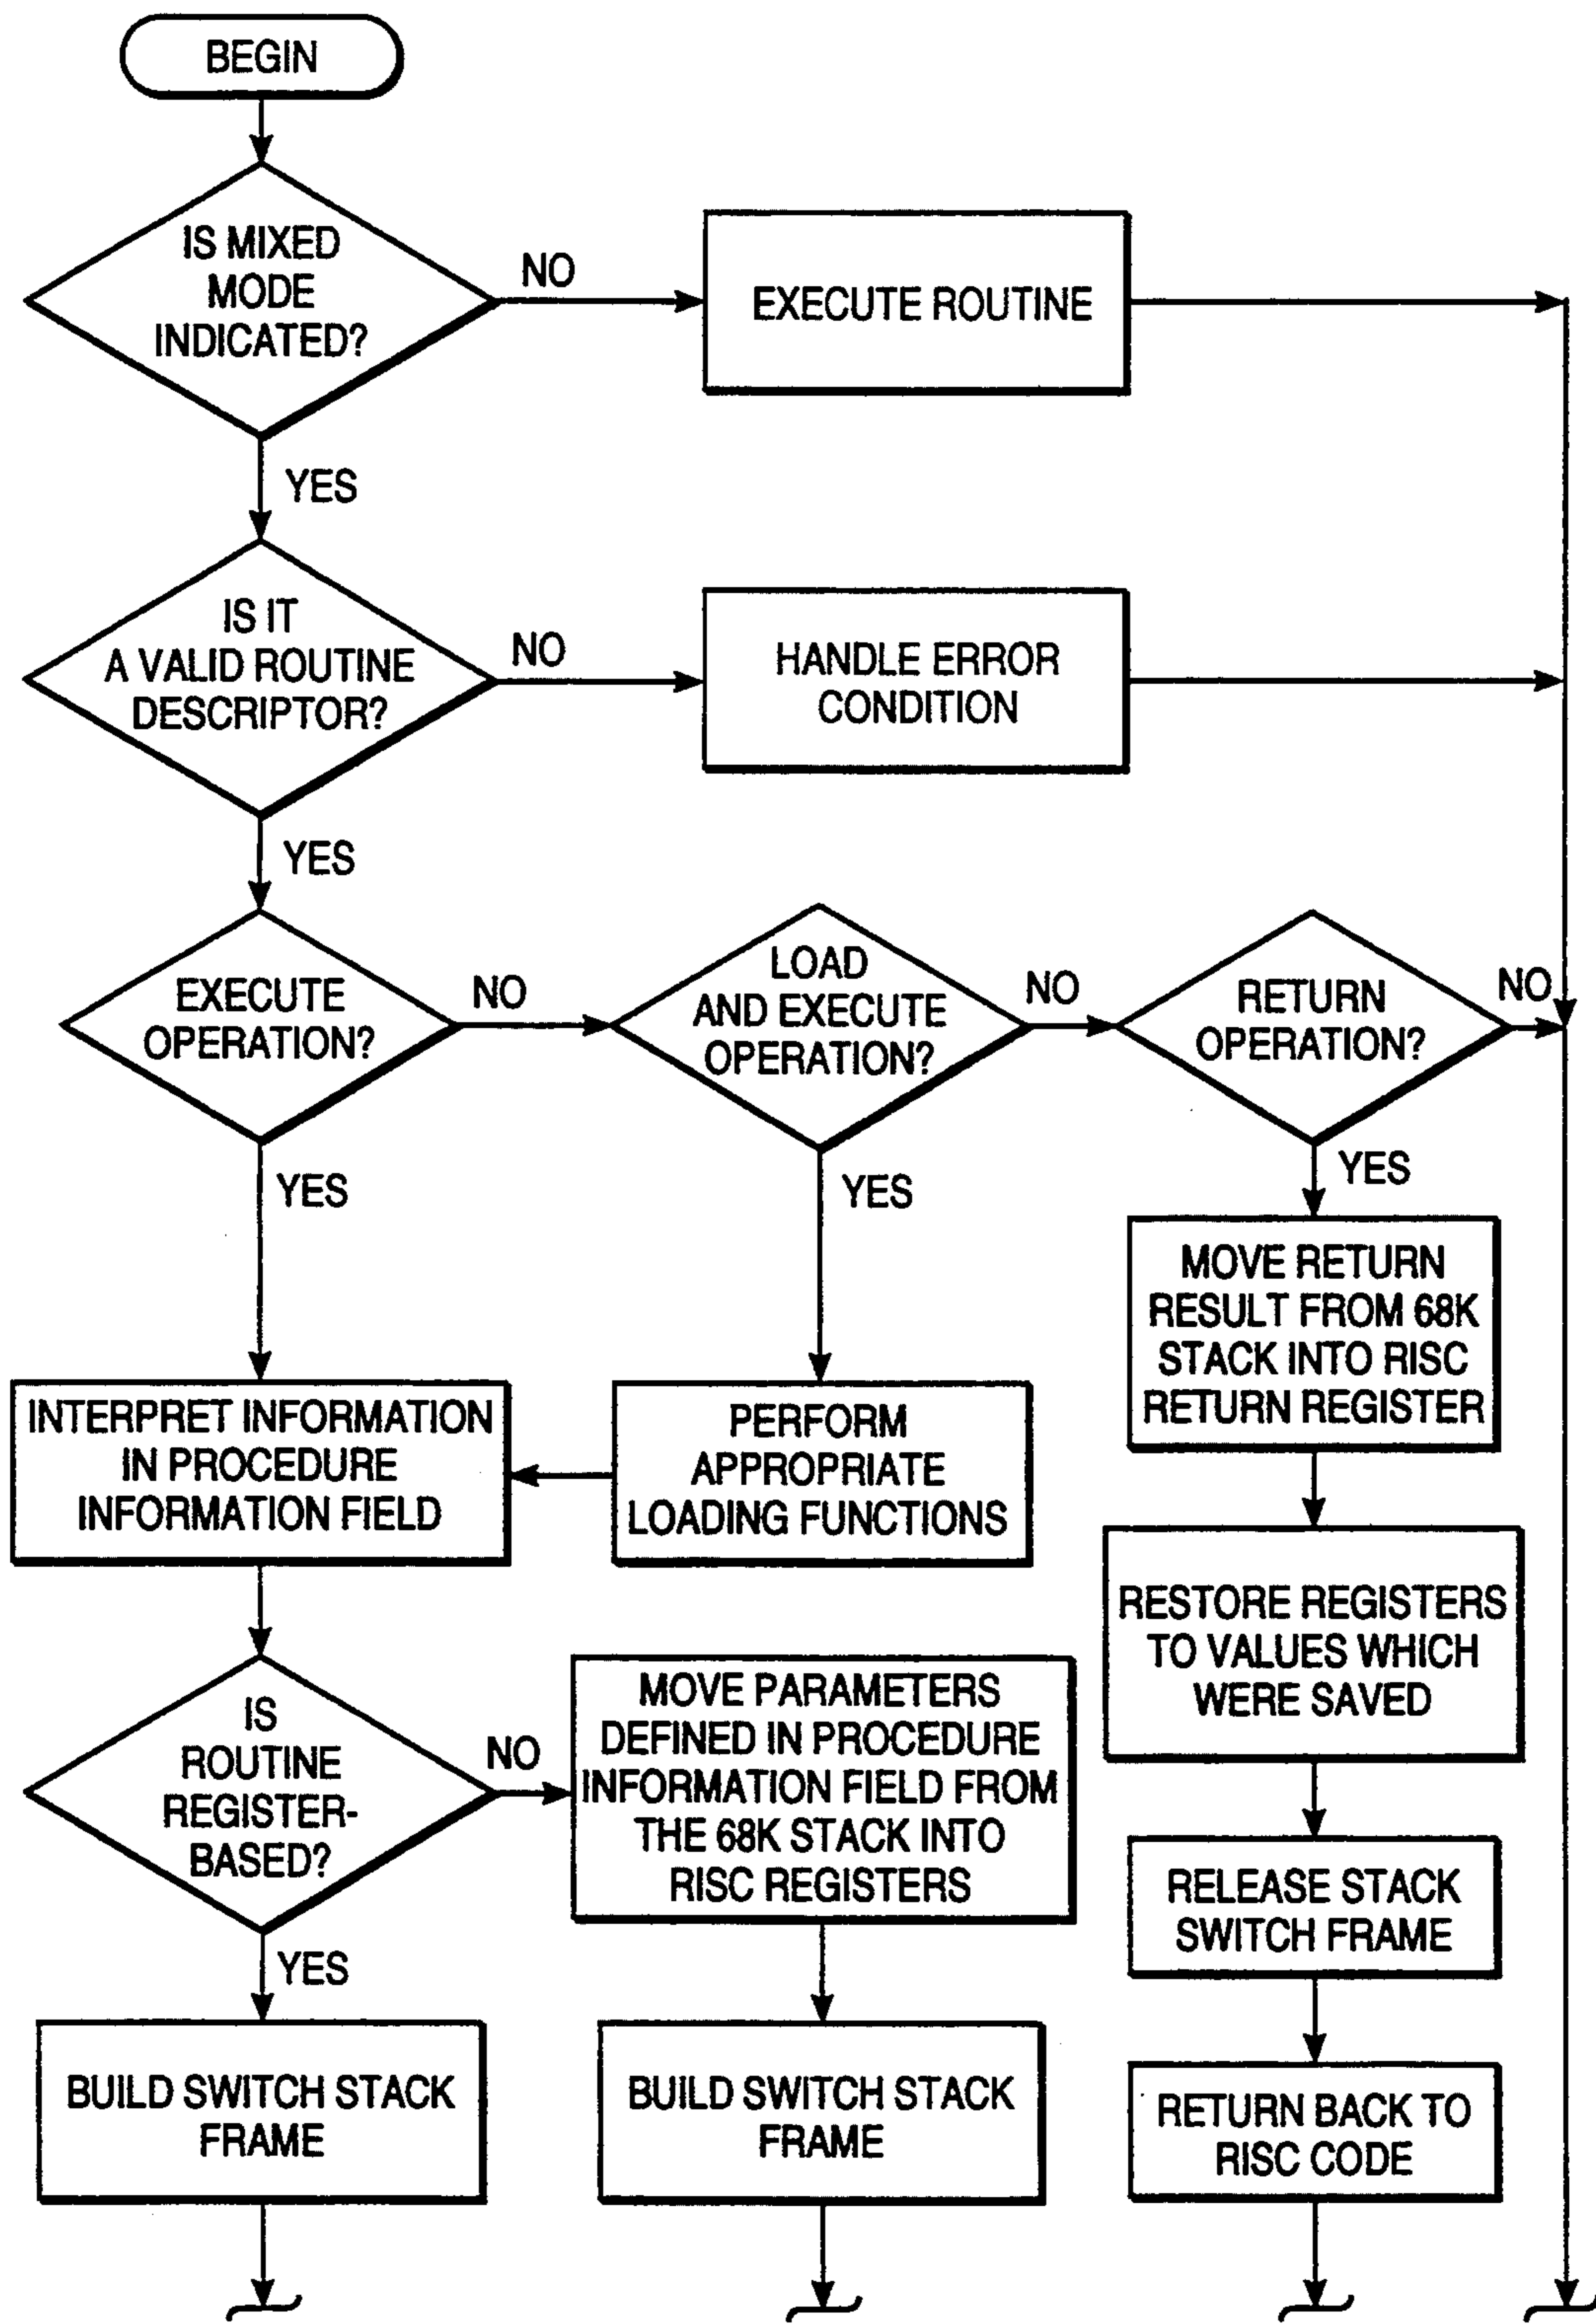 BEGIN
IS MIXED
MODE
INDICATED?
NO
EXECUTE ROUTINE
YES
IS IT
A VALID ROUTINE
DESCRIPTOR?
NO
HANDLE ERROR
CONDITION
YES
EXECUTE
OPERATION?
NO
LOAD
AND EXECUTE
OPERATION?
NO
RETURN
OPERATION?
NO
YES
YES
YES
MOVE RETURN
RESULT FROM 68K
STACK INTO RISC
RETURN REGISTER
INTERPRET INFORMATION
IN PROCEDURE
INFORMATION FIELD
PERFORM
APPROPRIATE
LOADING FUNCTIONS
RESTORE REGISTERS
TO VALUES WHICH
WERE SAVED
IS
ROUTINE
REGISTER-
BASED?
NO
MOVE PARAMETERS
DEFINED IN PROCEDURE
INFORMATION FIELD FROM
THE 68K STACK INTO
RISC REGISTERS
RELEASE STACK
SWITCH FRAME
YES
BUILD SWITCH STACK
FRAME
BUILD SWITCH STACK
FRAME
RETURN BACK TO
RISC CODE